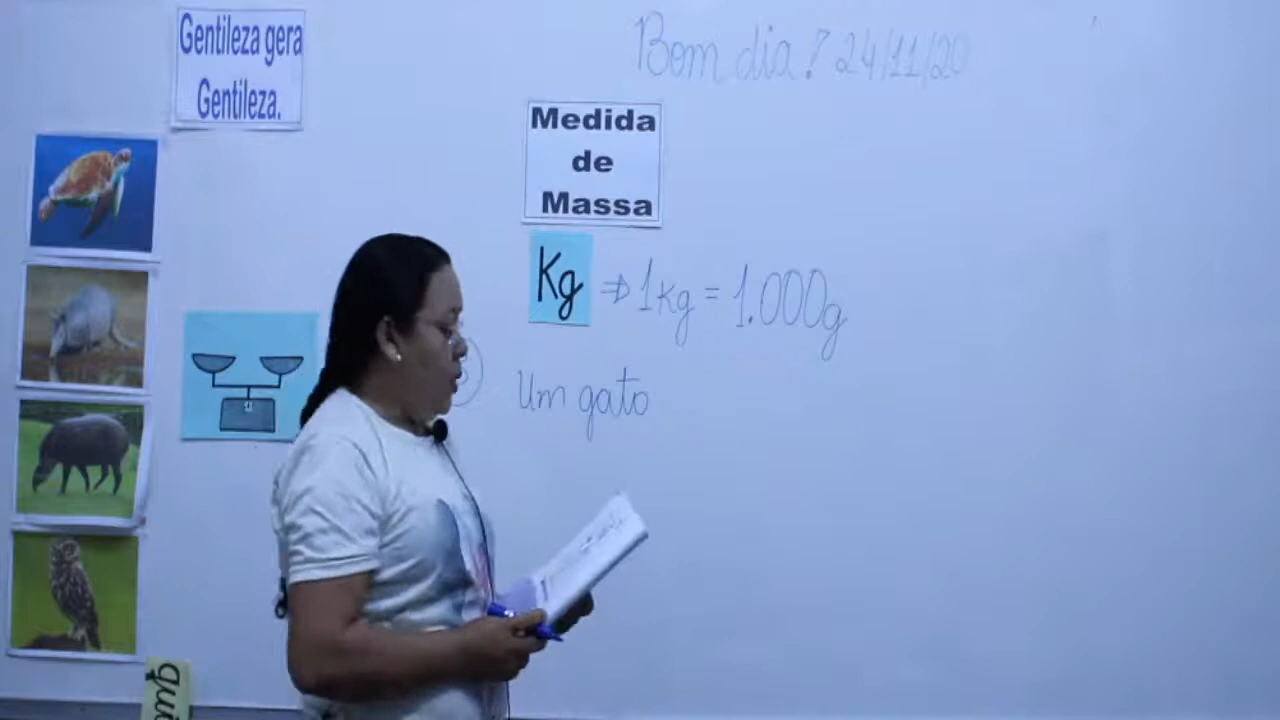 Gentileza gera
Gentileza.
Bom dia! 24/11/20
Medida
de
Massa
Kg ⇒ 1Kg = 1.000g
Um gato